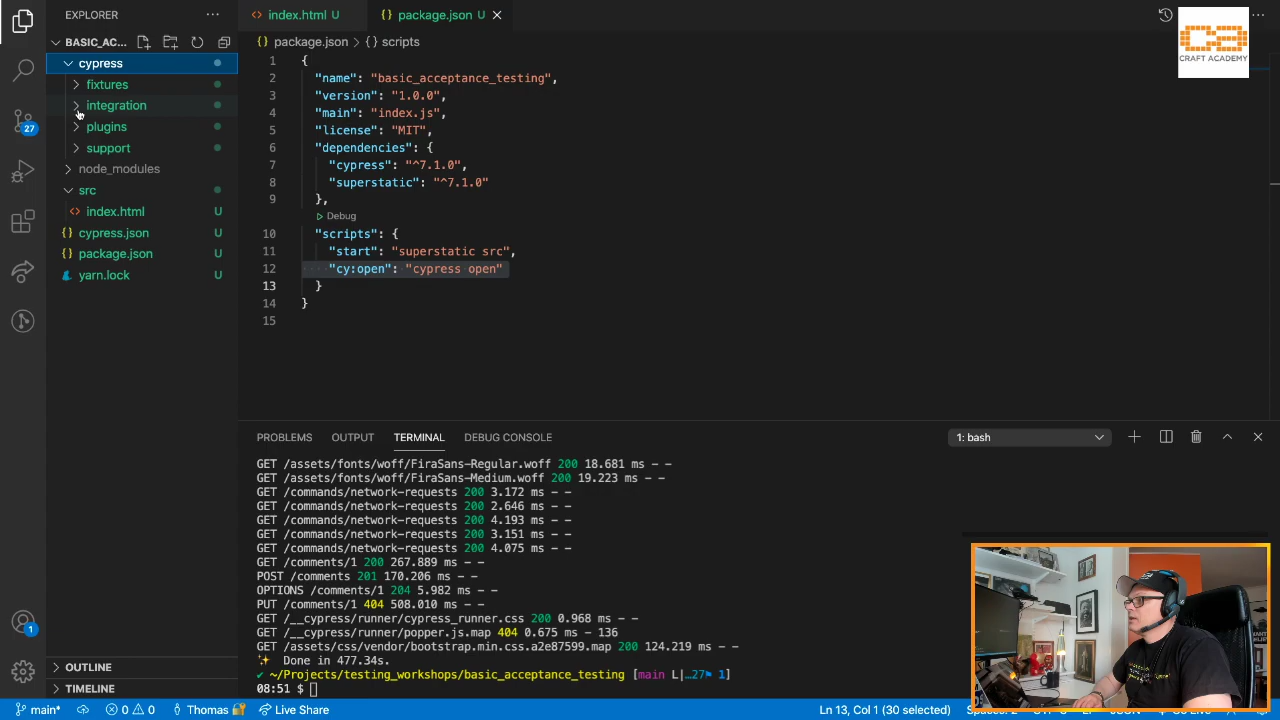 EXPLORER
BASIC_AC...
cypress
fixtures
integration
plugins
support
node_modules
src
index.html U
cypress.json U
package.json U
yarn.lock U
OUTLINE
TIMELINE
27
1
index.html U
package.json U
package.json {} scripts
CRAFT ACADEMY
1 {
2 "name": "basic_acceptance_testing",
3 "version": "1.0.0",
4 "main": "index.js",
5 "license": "MIT",
6 "dependencies": {
7 "cypress": "^7.1.0",
8 "superstatic": "^7.1.0"
9 },
Debug
10 "scripts": {
11 "start": "superstatic src",
12 "cy:open": "cypress open"
13 }
14 }
15
PROBLEMS OUTPUT TERMINAL DEBUG CONSOLE 1: bash
GET /assets/fonts/woff/FiraSans-Regular.woff 200 18.681 ms - -
GET /assets/fonts/woff/FiraSans-Medium.woff 200 19.223 ms - -
GET /commands/network-requests 200 3.172 ms - -
GET /commands/network-requests 200 2.646 ms - -
GET /commands/network-requests 200 4.193 ms - -
GET /commands/network-requests 200 3.151 ms - -
GET /commands/network-requests 200 4.075 ms - -
GET /comments/1 200 267.889 ms - -
POST /comments 201 170.206 ms - -
OPTIONS /comments/1 204 5.982 ms - -
PUT /comments/1 404 508.010 ms - -
GET /__cypress/runner/cypress_runner.css 200 0.968 ms - -
GET /__cypress/runner/popper.js.map 404 0.675 ms - 136
GET /assets/css/vendor/bootstrap.min.css.a2e87599.map 200 124.219 ms - -
✨ Done in 477.34s.
✔ ~/Projects/testing_workshops/basic_acceptance_testing [main L|…27⚑ 1]
08:51 $
main* 0 0 Thomas Live Share Ln 13, Col 1 (30 selected)